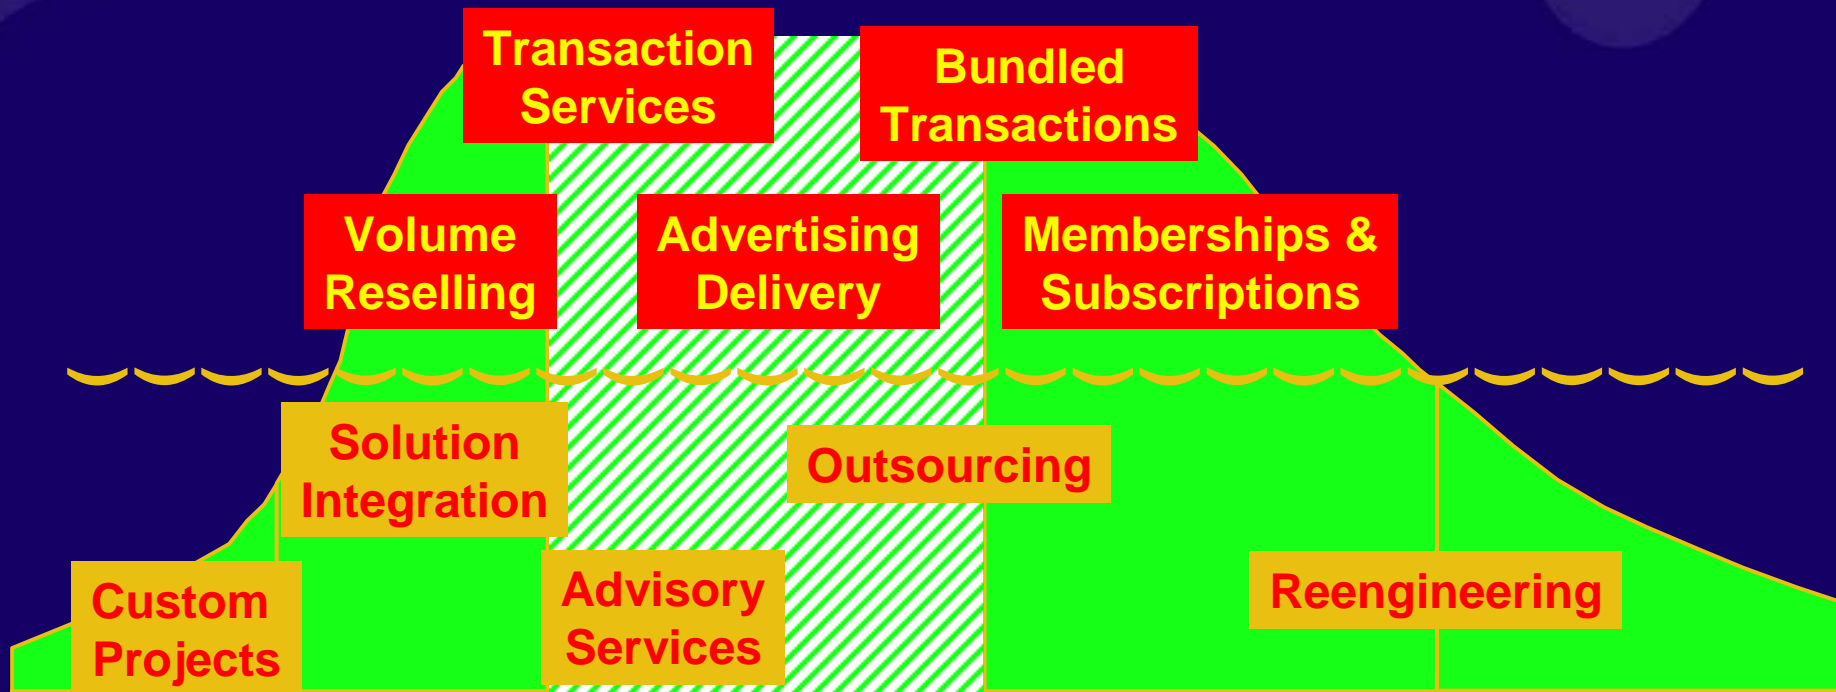 Transaction
Services
Bundled
Transactions
Volume
Reselling
Advertising
Delivery
Memberships &
Subscriptions
Solution
Integration
Outsourcing
Custom
Projects
Advisory
Services
Reengineering